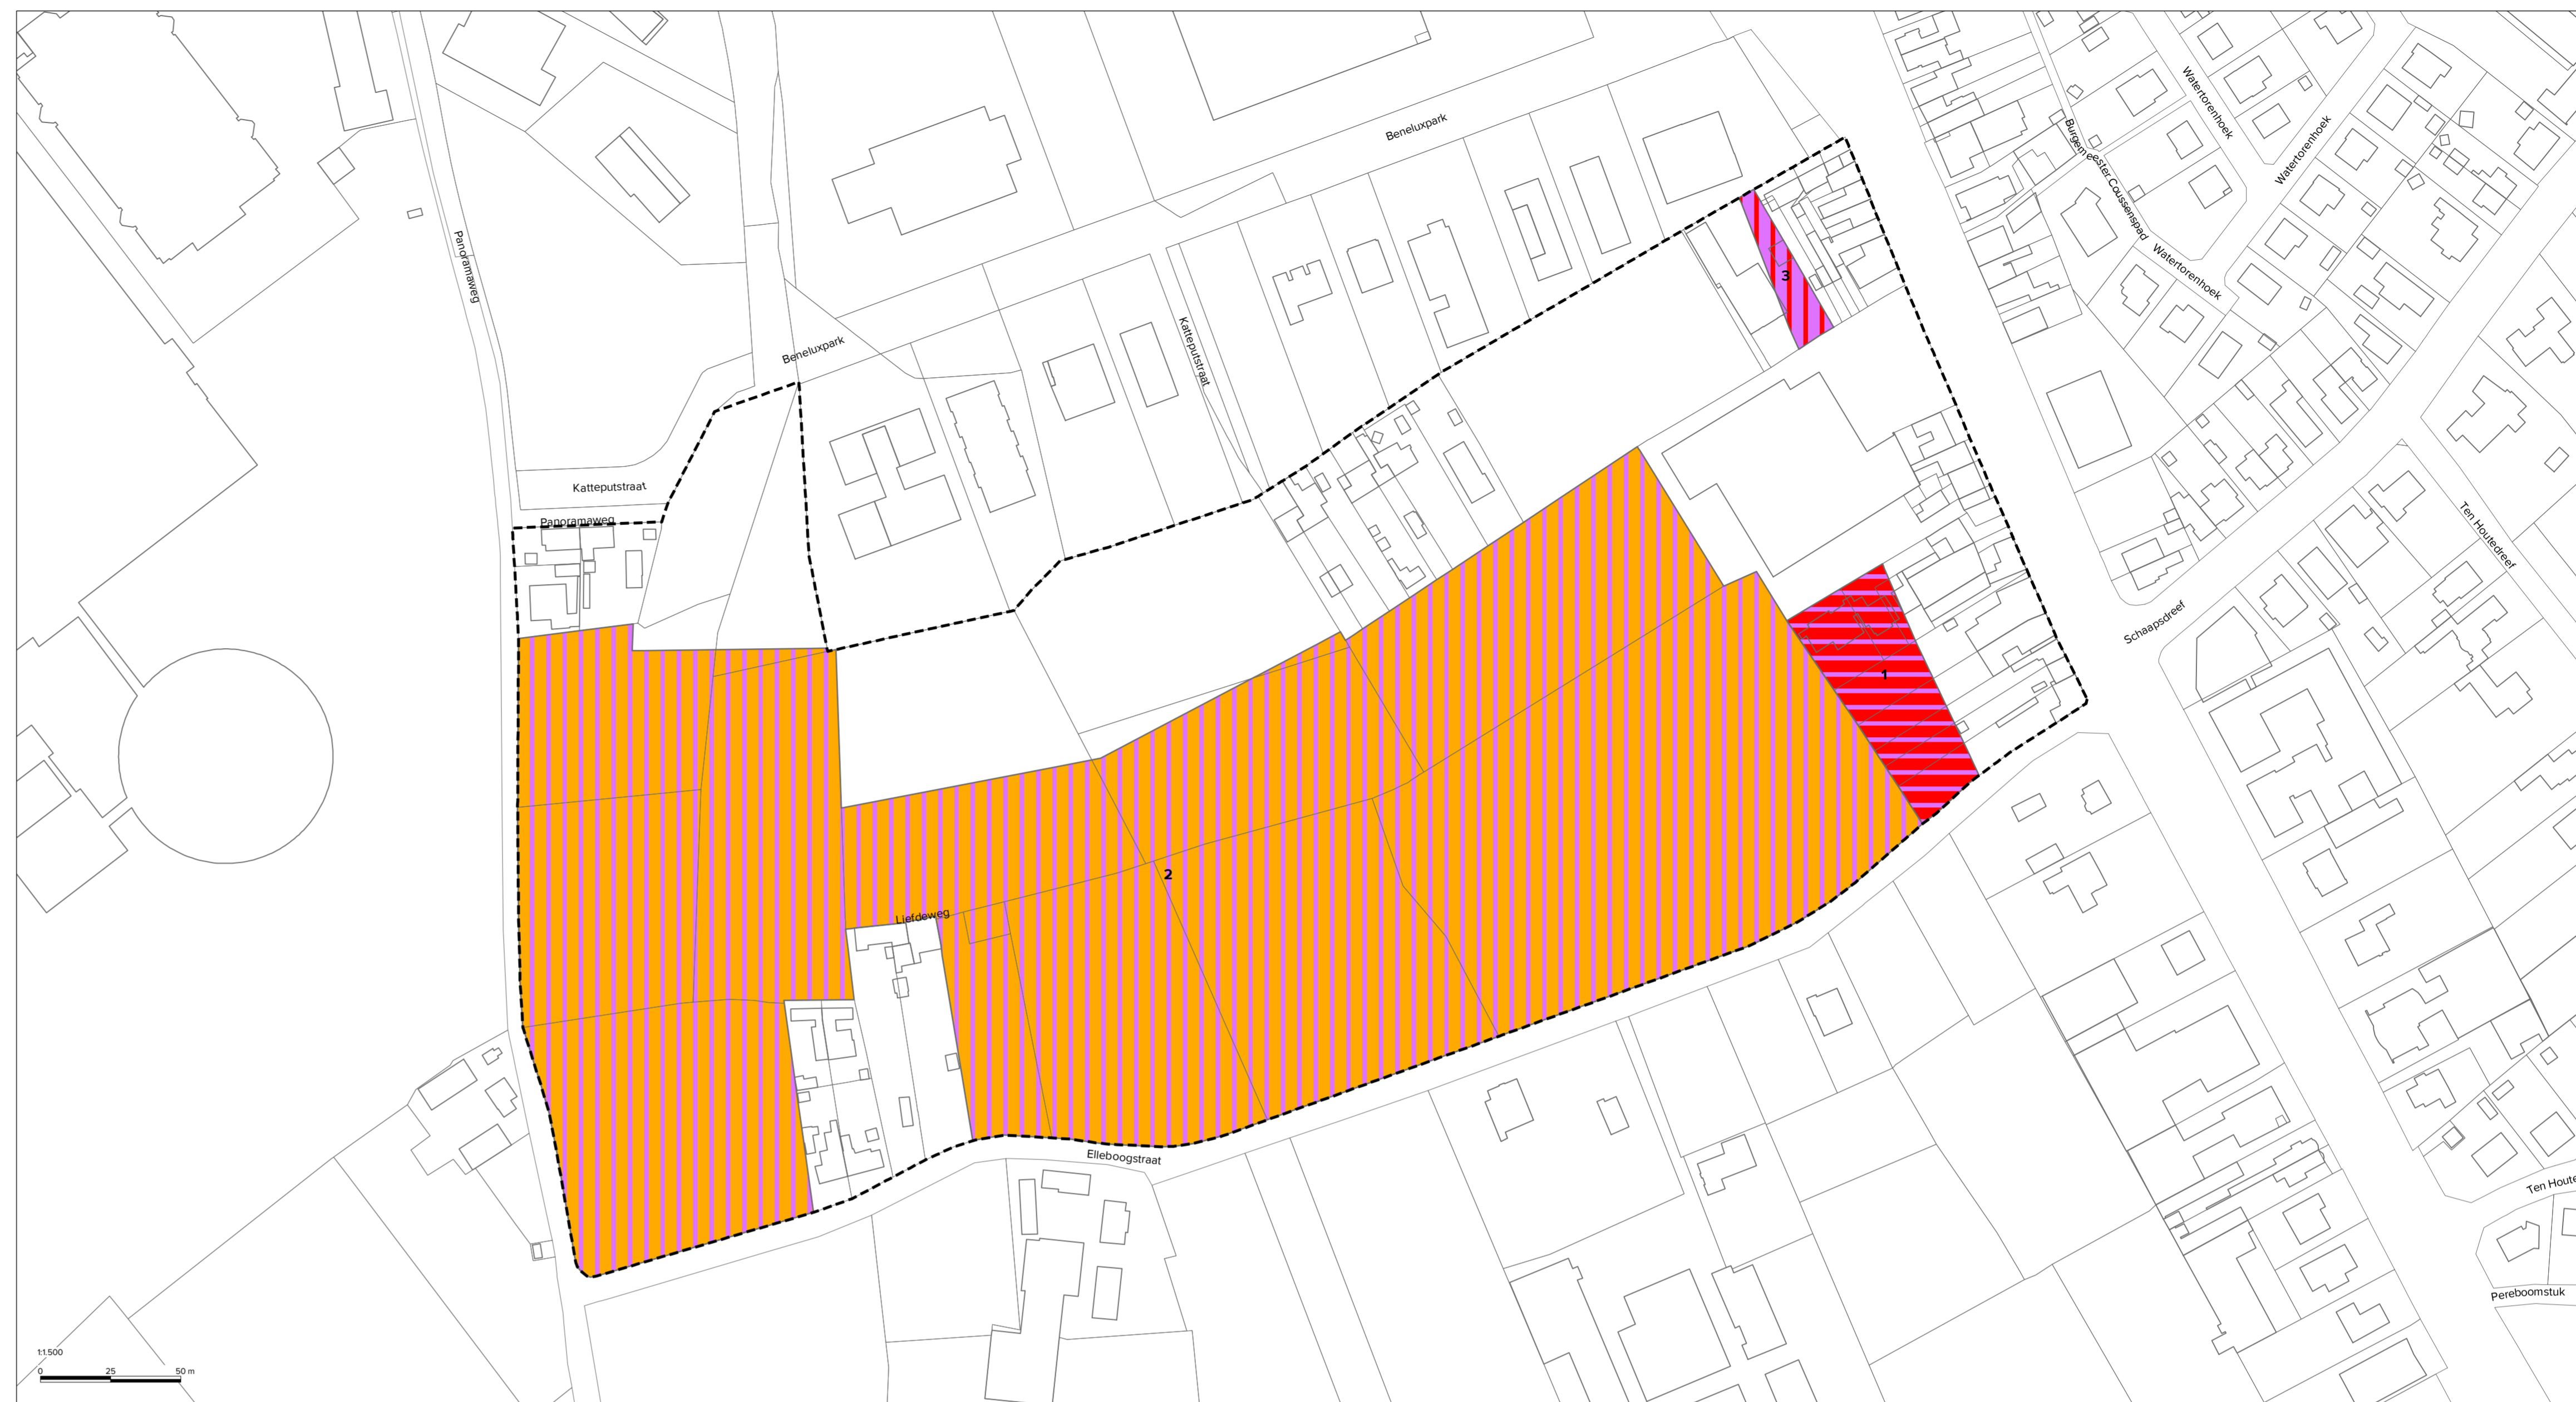 Watertorenhoek
Beneluxpark
Burgemeester Coussenspad
Watertorenhoek
Panoramaweg
Watertorenhoek
3
Katteputstraat
Beneluxpark
Katteputstraat
Panoramaweg
Ten Houtedreef
Schaapsdreef
1
2
Liefdeweg
Elleboogstraat
Ten Houte
Pereboomstuk
1:1.500
0 25 50 m